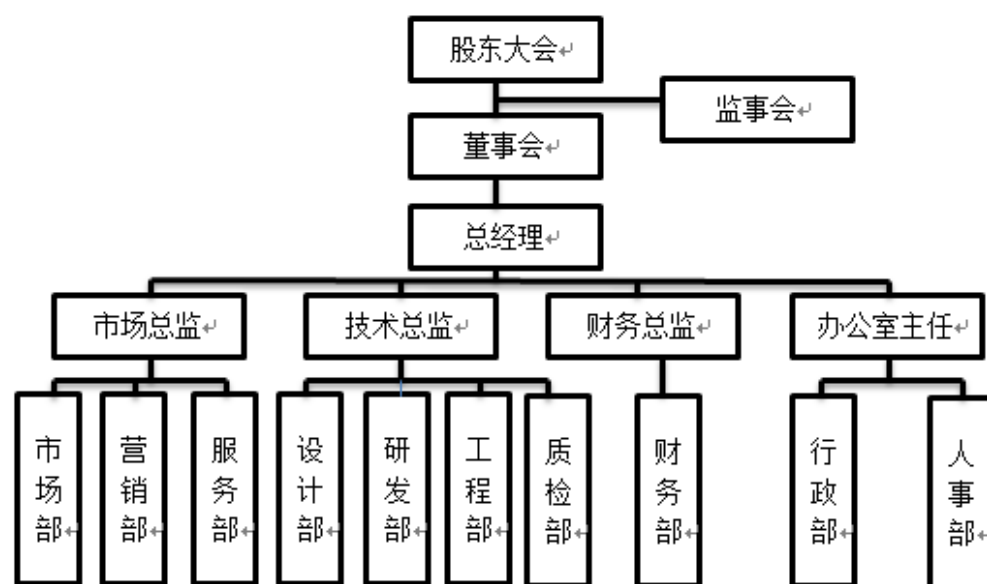 股东大会
监事会
董事会
总经理
市场总监
技术总监
财务总监
办公室主任
市场部
营销部
服务部
设计部
研发部
工程部
质检部
财务部
行政部
人事部